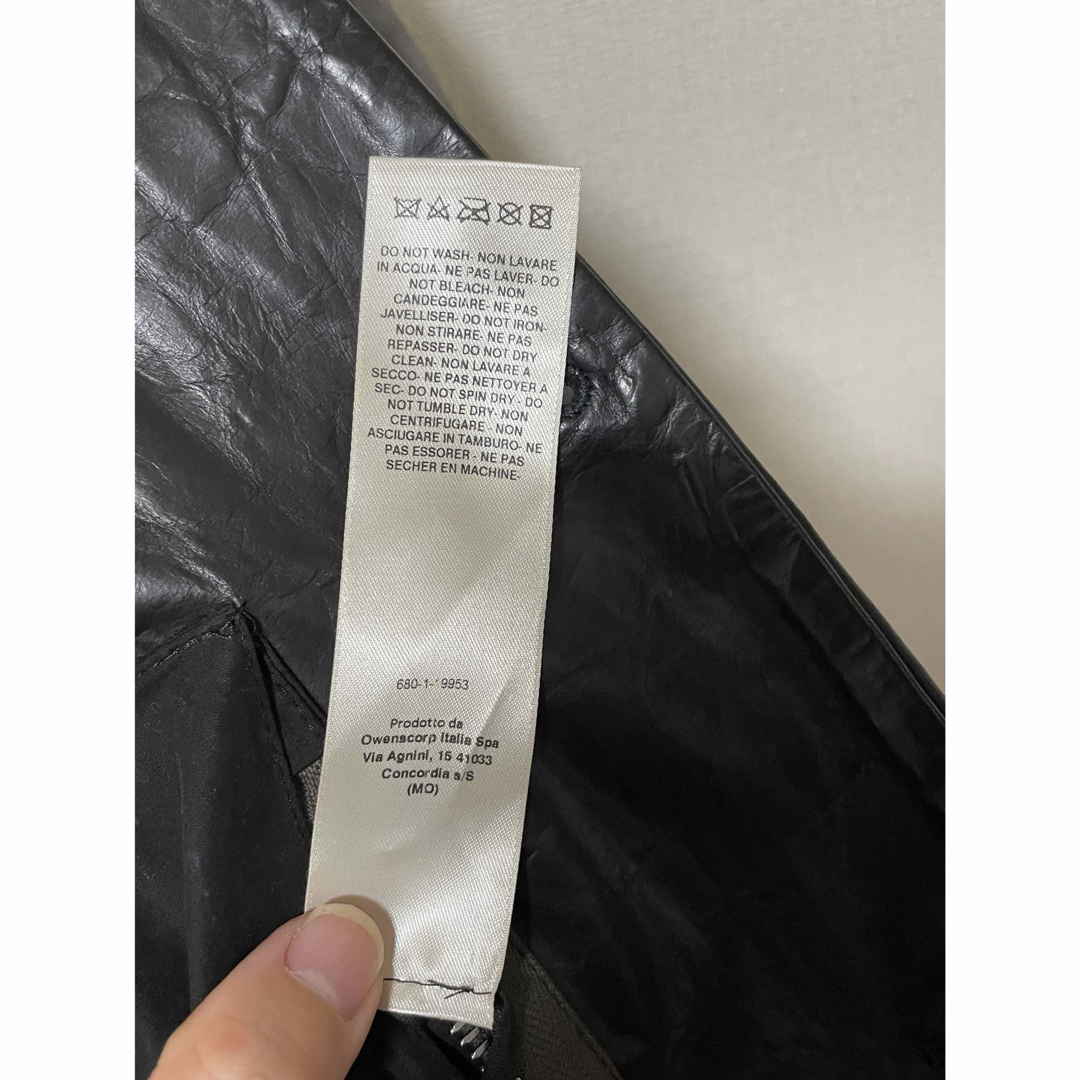 DO NOT WASH- NON LAVARE
IN ACQUA- NE PAS LAVER- DO
NOT BLEACH- NON
CANDEGGIARE- NE PAS
JAVELLISER- DO NOT IRON-
NON STIRARE- NE PAS
REPASSER- DO NOT DRY
CLEAN- NON LAVARE A
SECCO- NE PAS NETTOYER A
SEC- DO NOT SPIN DRY - DO
NOT TUMBLE DRY- NON
CENTRIFUGARE - NON
ASCIUGARE IN TAMBURO- NE
PAS ESSORER - NE PAS
SECHER EN MACHINE-
680-1-19953
Prodotto da
Owenscorp Italia Spa
Via Agnini, 15 41033
Concordia s/S
(MO)